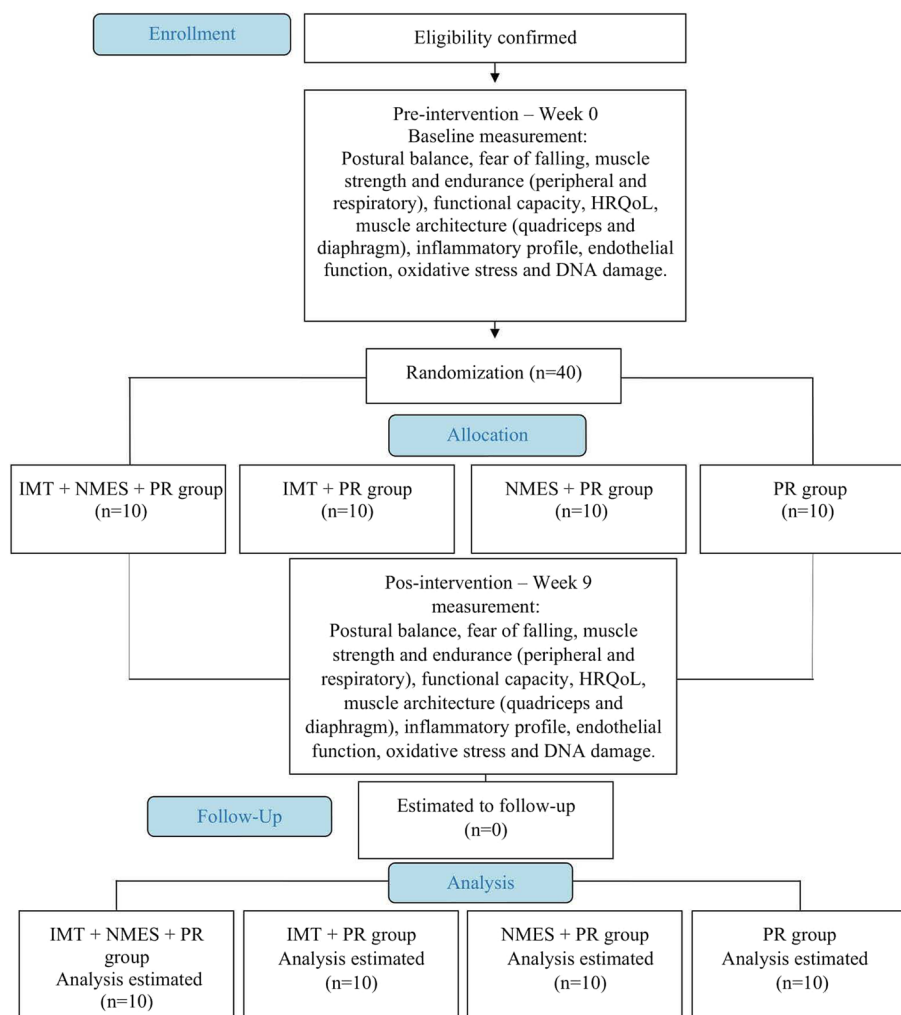 Enrollment
Eligibility confirmed
Pre-intervention – Week 0
Baseline measurement:
Postural balance, fear of falling, muscle
strength and endurance (peripheral and
respiratory), functional capacity, HRQoL,
muscle architecture (quadriceps and
diaphragm), inflammatory profile, endothelial
function, oxidative stress and DNA damage.
Randomization (n=40)
Allocation
IMT + NMES + PR group
(n=10)
IMT + PR group
(n=10)
NMES + PR group
(n=10)
PR group
(n=10)
Pos-intervention – Week 9
measurement:
Postural balance, fear of falling, muscle
strength and endurance (peripheral and
respiratory), functional capacity, HRQoL,
muscle architecture (quadriceps and
diaphragm), inflammatory profile, endothelial
function, oxidative stress and DNA damage.
Follow-Up
Estimated to follow-up
(n=0)
Analysis
IMT + NMES + PR
group
Analysis estimated
(n=10)
IMT + PR group
Analysis estimated
(n=10)
NMES + PR group
Analysis estimated
(n=10)
PR group
Analysis estimated
(n=10)